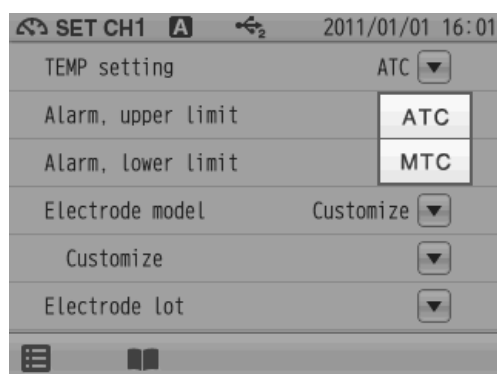 SET CH1 A 2 2011/01/01 16:01
TEMP setting ATC
Alarm, upper limit ATC
Alarm, lower limit MTC
Electrode model Customize
Customize
Electrode lot